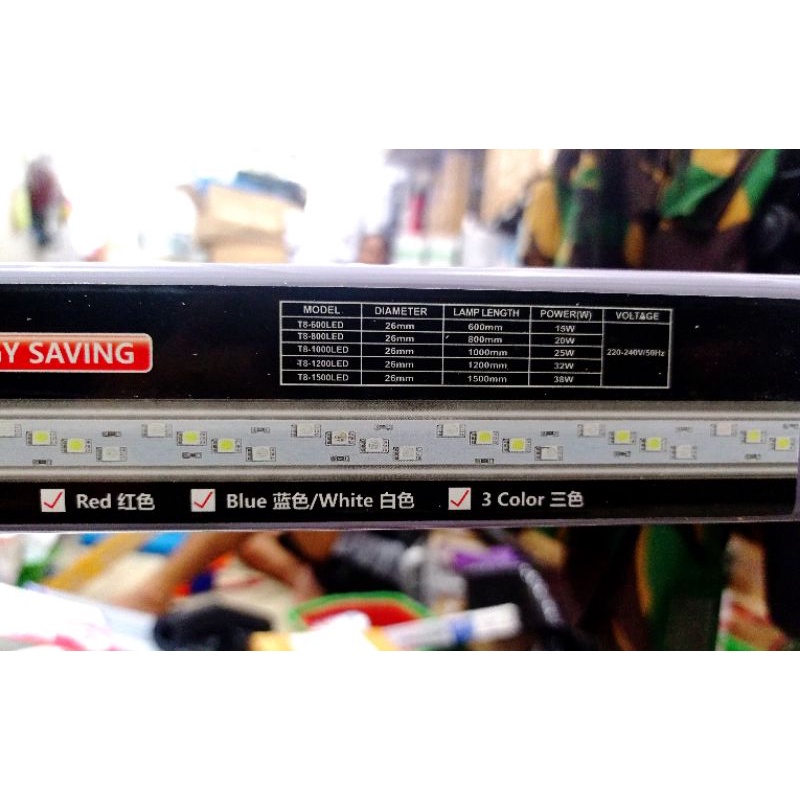 GY SAVING
MODEL DIAMETER LAMP LENGTH POWER(W) VOLTAGE
T8-600LED 26mm 600mm 15W
T8-800LED 26mm 800mm 20W
T8-1000LED 26mm 1000mm 25W 220-240V/50Hz
T8-1200LED 26mm 1200mm 32W
T8-1500LED 26mm 1500mm 38W
Red 红色 Blue 蓝色/White 白色 3 Color 三色